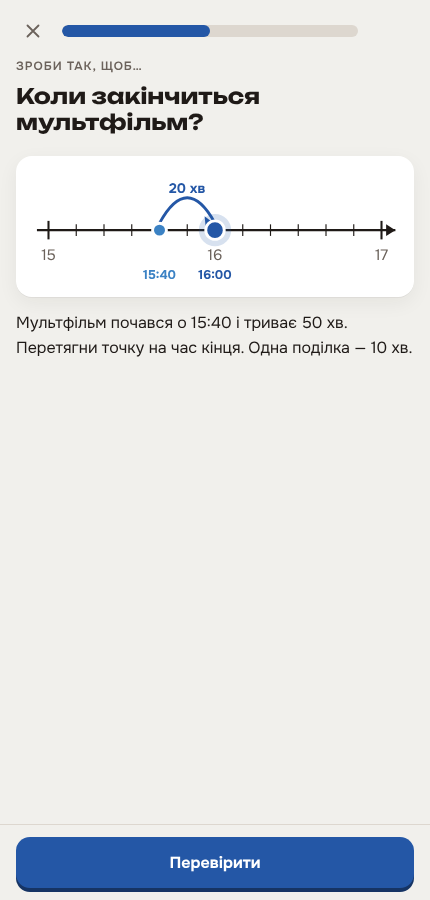 ЗРОБИ ТАК, ЩОБ…
Коли закінчиться
мультфільм?
20 хв
15 16 17
15:40 16:00
Мультфільм почався о 15:40 і триває 50 хв.
Перетягни точку на час кінця. Одна поділка — 10 хв.
Перевірити